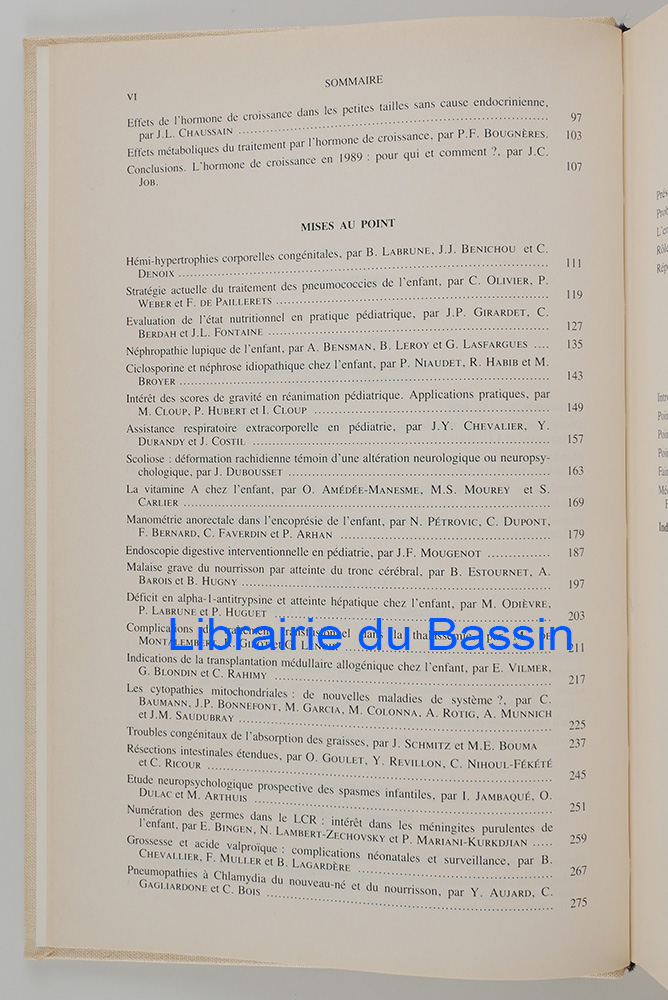 VI
SOMMAIRE
Effets de l'hormone de croissance dans les petites tailles sans cause endocrinienne,
par J.L. CHAUSSAIN ........ 97
Effets métaboliques du traitement par l'hormone de croissance, par P.F. BOUGNÈRES. 103
Conclusions. L'hormone de croissance en 1989 : pour qui et comment ?, par J.C.
JOB. 107
MISES AU POINT
Hémi-hypertrophies corporelles congénitales, par B. LABRUNE, J.J. BENICHOU et C.
DENOIX ........ 111
Stratégie actuelle du traitement des pneumococcies de l'enfant, par C. OLIVIER, P.
WEBER et F. DE PAILLERETS ........ 119
Evaluation de l'état nutritionnel en pratique pédiatrique, par J.P. GIRARDET, C.
BERDAH et J.L. FONTAINE ........ 127
Néphropathie lupique de l'enfant, par A. BENSMAN, B. LEROY et G. LASFARGUES .... 135
Ciclosporine et néphrose idiopathique chez l'enfant, par P. NIAUDET, R. HABIB et M.
BROYER ........ 143
Intérêt des scores de gravité en réanimation pédiatrique. Applications pratiques, par
M. CLOUP, P. HUBERT et I. CLOUP ........ 149
Assistance respiratoire extracorporelle en pédiatrie, par J.Y. CHEVALIER, Y.
DURANDY et J. COSTIL ........ 157
Scoliose : déformation rachidienne témoin d'une altération neurologique ou neuropsy-
chologique, par J. DUBOUSSET ........ 163
La vitamine A chez l'enfant, par O. AMÉDÉE-MANESME, M.S. MOUREY et S.
CARLIER ........ 169
Manométrie anorectale dans l'encoprésie de l'enfant, par N. PÉTROVIC, C. DUPONT,
F. BERNARD, C. FAVERDIN et P. ARHAN ........ 179
Endoscopie digestive interventionnelle en pédiatrie, par J.F. MOUGENOT ........ 187
Malaise grave du nourrisson par atteinte du tronc cérébral, par B. ESTOURNET, A.
BAROIS et B. HUGNY ........ 197
Déficit en alpha-1-antitrypsine et atteinte hépatique chez l'enfant, par M. ODIÈVRE,
P. LABRUNE et P. HUGUET ........ 203
Complications du traitement transfusionnel dans la thalassémie, par
MONTALEMBERT, ........ 211
Librairie du Bassin
Indications de la transplantation médullaire allogénique chez l'enfant, par E. VILMER,
G. BLONDIN et C. RAHIMY ........ 217
Les cytopathies mitochondriales : de nouvelles maladies de système ?, par C.
BAUMANN, J.P. BONNEFONT, M. GARCIA, M. COLONNA, A. ROTIG, A. MUNNICH
et J.M. SAUDUBRAY ........ 225
Troubles congénitaux de l'absorption des graisses, par J. SCHMITZ et M.E. BOUMA 237
Résections intestinales étendues, par O. GOULET, Y. REVILLON, C. NIHOUL-FÉKÉTÉ
et C. RICOUR ........ 245
Etude neuropsychologique prospective des spasmes infantiles, par I. JAMBAQUÉ, O.
DULAC et M. ARTHUIS ........ 251
Numération des germes dans le LCR : intérêt dans les méningites purulentes de
l'enfant, par E. BINGEN, N. LAMBERT-ZECHOVSKY et P. MARIANI-KURKDJIAN ..... 259
Grossesse et acide valproïque : complications néonatales et surveillance, par B.
CHEVALLIER, F. MULLER et B. LAGARDÈRE ........ 267
Pneumopathies à Chlamydia du nouveau-né et du nourrisson, par Y. AUJARD, C.
GAGLIARDONE et C. BOIS ........ 275